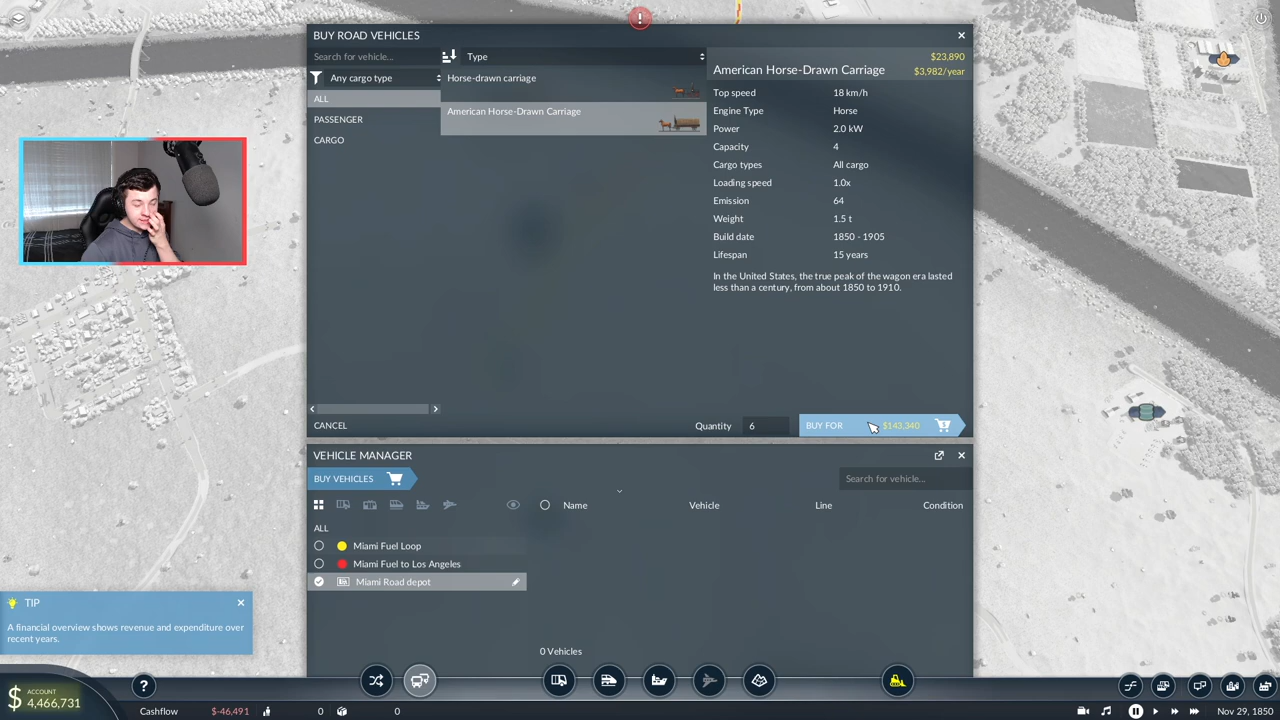 BUY ROAD VEHICLES
Search for vehicle...
Type
Any cargo type
ALL
PASSENGER
CARGO
Horse-drawn carriage
American Horse-Drawn Carriage
$23,890
American Horse-Drawn Carriage
$3,982/year
Top speed 18 km/h
Engine Type Horse
Power 2.0 kW
Capacity 4
Cargo types All cargo
Loading speed 1.0x
Emission 64
Weight 1.5 t
Build date 1850 - 1905
Lifespan 15 years
In the United States, the true peak of the wagon era lasted
less than a century, from about 1850 to 1910.
CANCEL
Quantity 6
BUY FOR $143,340
VEHICLE MANAGER
BUY VEHICLES
Search for vehicle...
Name Vehicle Line Condition
ALL
Miami Fuel Loop
Miami Fuel to Los Angeles
Miami Road depot
0 Vehicles
TIP
A financial overview shows revenue and expenditure over
recent years.
$ ACCOUNT
4,466,731
?
Cashflow $-46,491 0 0
Nov 29, 1850